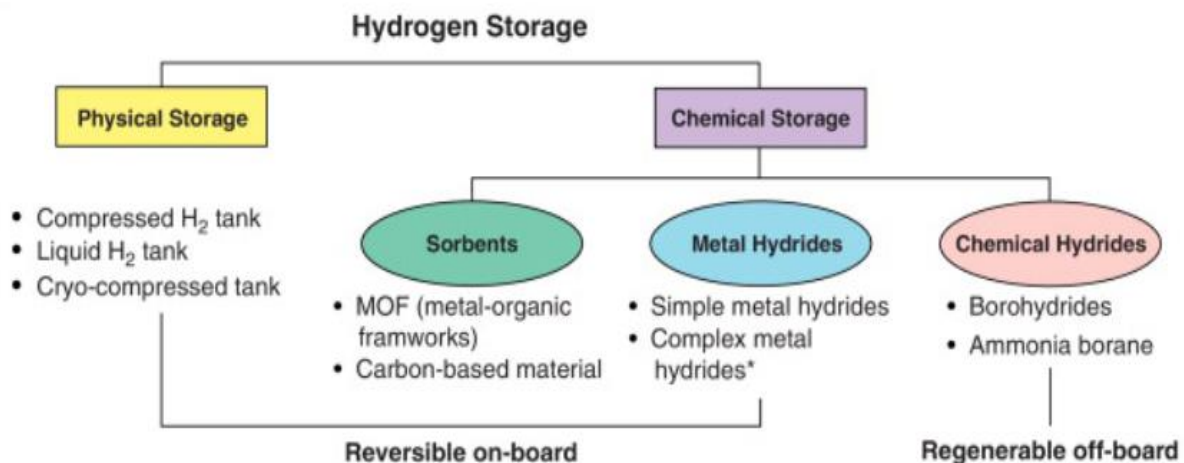 Hydrogen Storage
Physical Storage
Chemical Storage
• Compressed H₂ tank
• Liquid H₂ tank
• Cryo-compressed tank
Sorbents
• MOF (metal-organic
framworks)
• Carbon-based material
Metal Hydrides
• Simple metal hydrides
• Complex metal
hydrides*
Chemical Hydrides
• Borohydrides
• Ammonia borane
Reversible on-board
Regenerable off-board